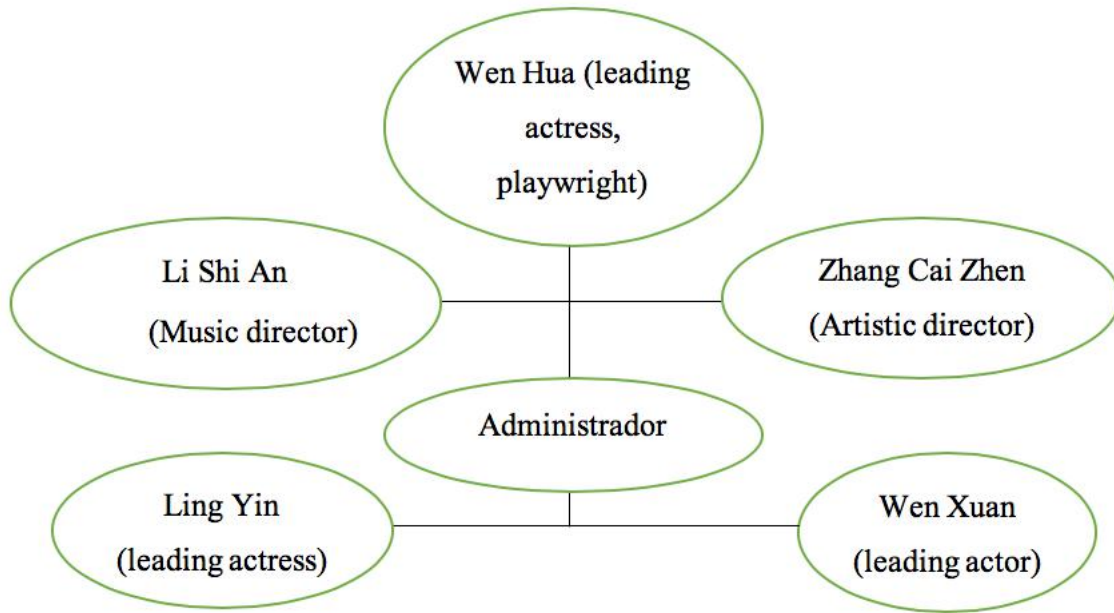 Wen Hua (leading
actress,
playwright)
Li Shi An
(Music director)
Zhang Cai Zhen
(Artistic director)
Administrador
Ling Yin
(leading actress)
Wen Xuan
(leading actor)